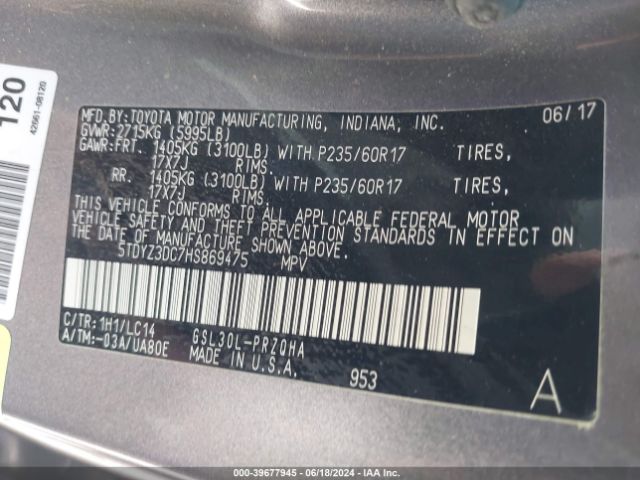 120
42661-08120
MFD.BY:TOYOTA MOTOR MANUFACTURING, INDIANA, INC. 06/17
GVWR: 2715KG (5995LB)
GAWR:FRT. 1405KG (3100LB) WITH P235/60R17 TIRES,
17X7J RIMS.
RR. 1405KG (3100LB) WITH P235/60R17 TIRES,
17X7J RIMS.
THIS VEHICLE CONFORMS TO ALL APPLICABLE FEDERAL MOTOR
VEHICLE SAFETY AND THEFT PREVENTION STANDARDS IN EFFECT ON
THE DATE OF MANUFACTURE SHOWN ABOVE.
5TDYZ3DC7HS869475 MPV
C/TR:1H1/LC14 GSL30L-PRZQHA
A/TM:-03A/UA80E MADE IN U.S.A. 953 A
000-39677945 - 06/18/2024 - IAA Inc.